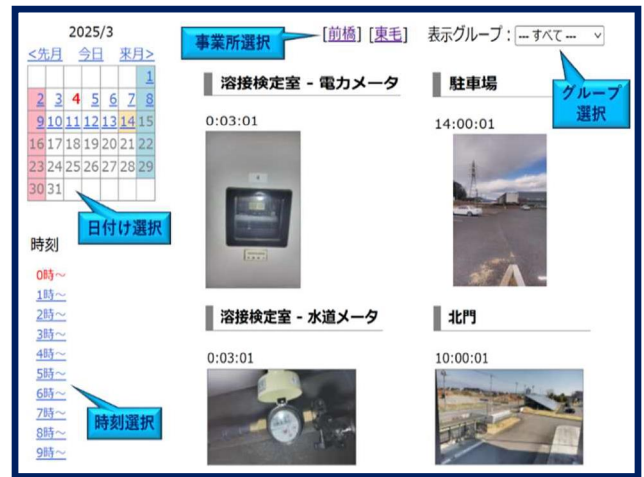 2025/3
<先月 今日 来月>
1
2 3 4 5 6 7 8
9 10 11 12 13 14 15
16 17 18 19 20 21 22
23 24 25 26 27 28 29
30 31
日付け選択
時刻
0時～
1時～
2時～
3時～
4時～
5時～
6時～
7時～
8時～
9時～
時刻選択
事業所選択
[前橋] [東毛] 表示グループ：--- すべて ---
グループ
選択
溶接検定室 - 電力メータ
0:03:01
駐車場
14:00:01
溶接検定室 - 水道メータ
0:03:01
北門
10:00:01